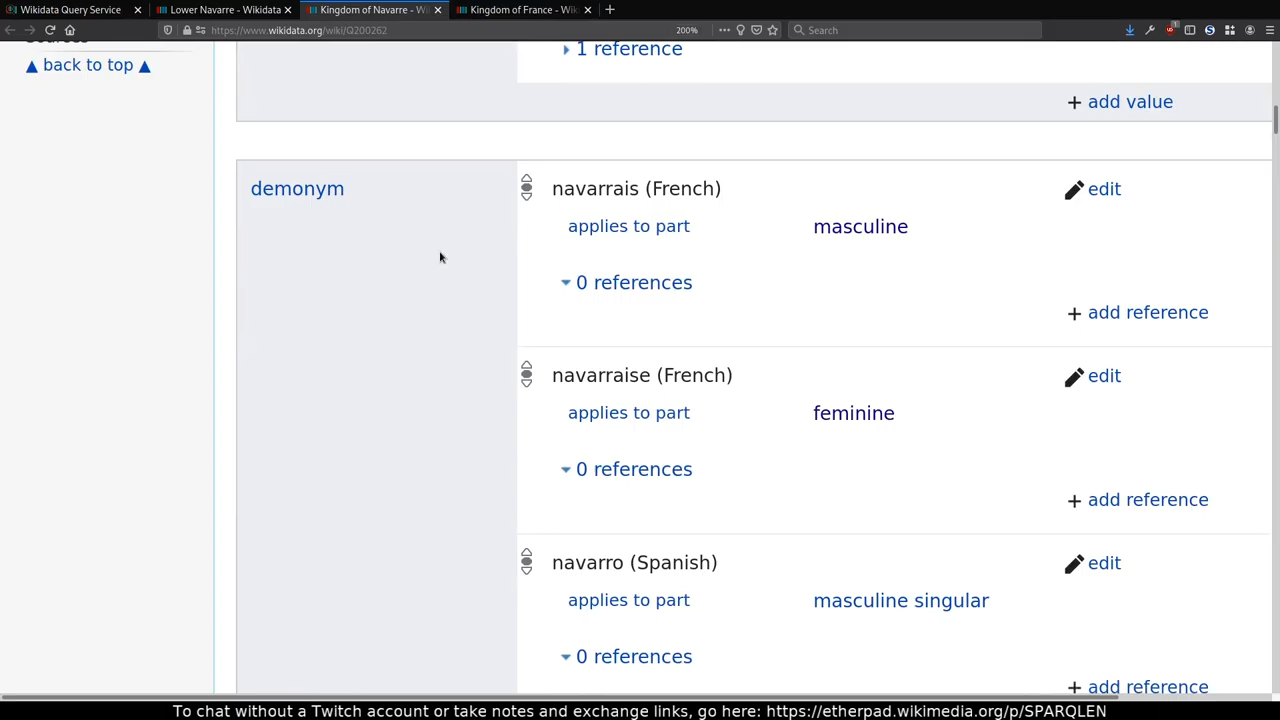 Wikidata Query Service
Lower Navarre - Wikidata
Kingdom of Navarre - Wi
Kingdom of France - Wik
https://www.wikidata.org/wiki/Q200262
200%
Search
▲ back to top ▲
1 reference
+ add value
demonym
navarrais (French)
edit
applies to part
masculine
0 references
+ add reference
navarraise (French)
edit
applies to part
feminine
0 references
+ add reference
navarro (Spanish)
edit
applies to part
masculine singular
0 references
+ add reference
To chat without a Twitch account or take notes and exchange links, go here: https://etherpad.wikimedia.org/p/SPARQLEN